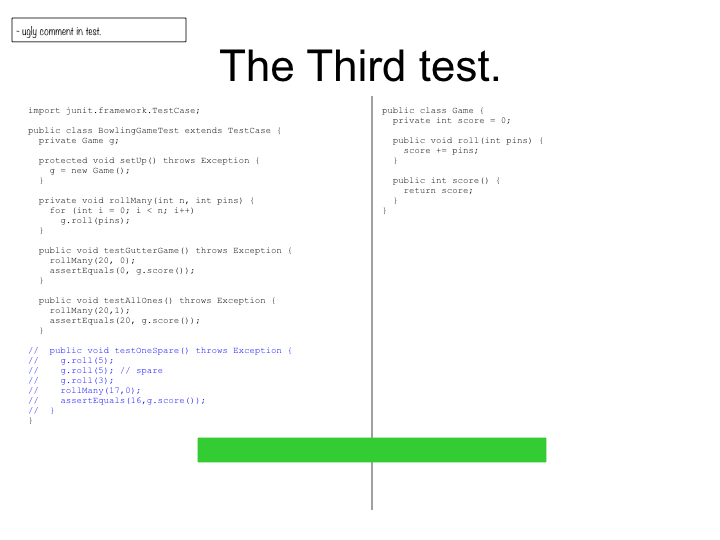 - ugly comment in test.
The Third test.
import junit.framework.TestCase;

public class BowlingGameTest extends TestCase {
  private Game g;

  protected void setUp() throws Exception {
    g = new Game();
  }

  private void rollMany(int n, int pins) {
    for (int i = 0; i < n; i++)
      g.roll(pins);
  }

  public void testGutterGame() throws Exception {
    rollMany(20, 0);
    assertEquals(0, g.score());
  }

  public void testAllOnes() throws Exception {
    rollMany(20,1);
    assertEquals(20, g.score());
  }

//  public void testOneSpare() throws Exception {
//    g.roll(5);
//    g.roll(5); // spare
//    g.roll(3);
//    rollMany(17,0);
//    assertEquals(16,g.score());
//  }
}
public class Game {
  private int score = 0;

  public void roll(int pins) {
    score += pins;
  }

  public int score() {
    return score;
  }
}